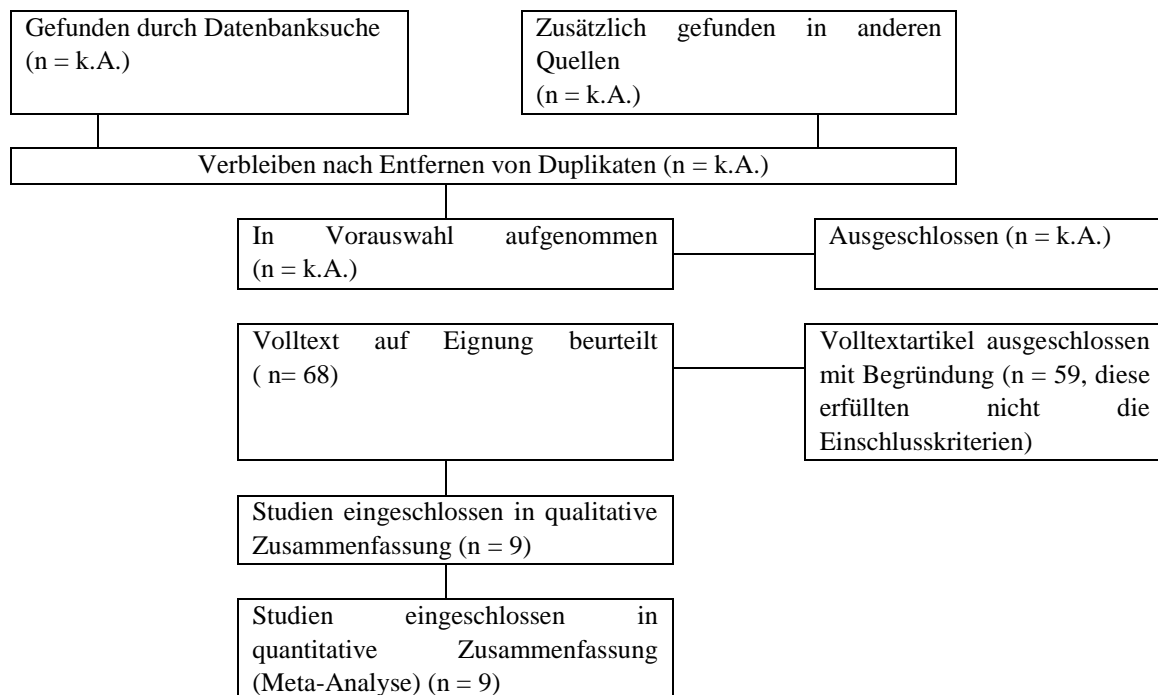 Gefunden durch Datenbanksuche
(n = k.A.)
Zusätzlich gefunden in anderen
Quellen
(n = k.A.)
Verbleiben nach Entfernen von Duplikaten (n = k.A.)
In Vorauswahl aufgenommen
(n = k.A.)
Ausgeschlossen (n = k.A.)
Volltext auf Eignung beurteilt
( n= 68)
Volltextartikel ausgeschlossen
mit Begründung (n = 59, diese
erfüllten nicht die
Einschlusskriterien)
Studien eingeschlossen in qualitative
Zusammenfassung (n = 9)
Studien eingeschlossen in
quantitative Zusammenfassung
(Meta-Analyse) (n = 9)